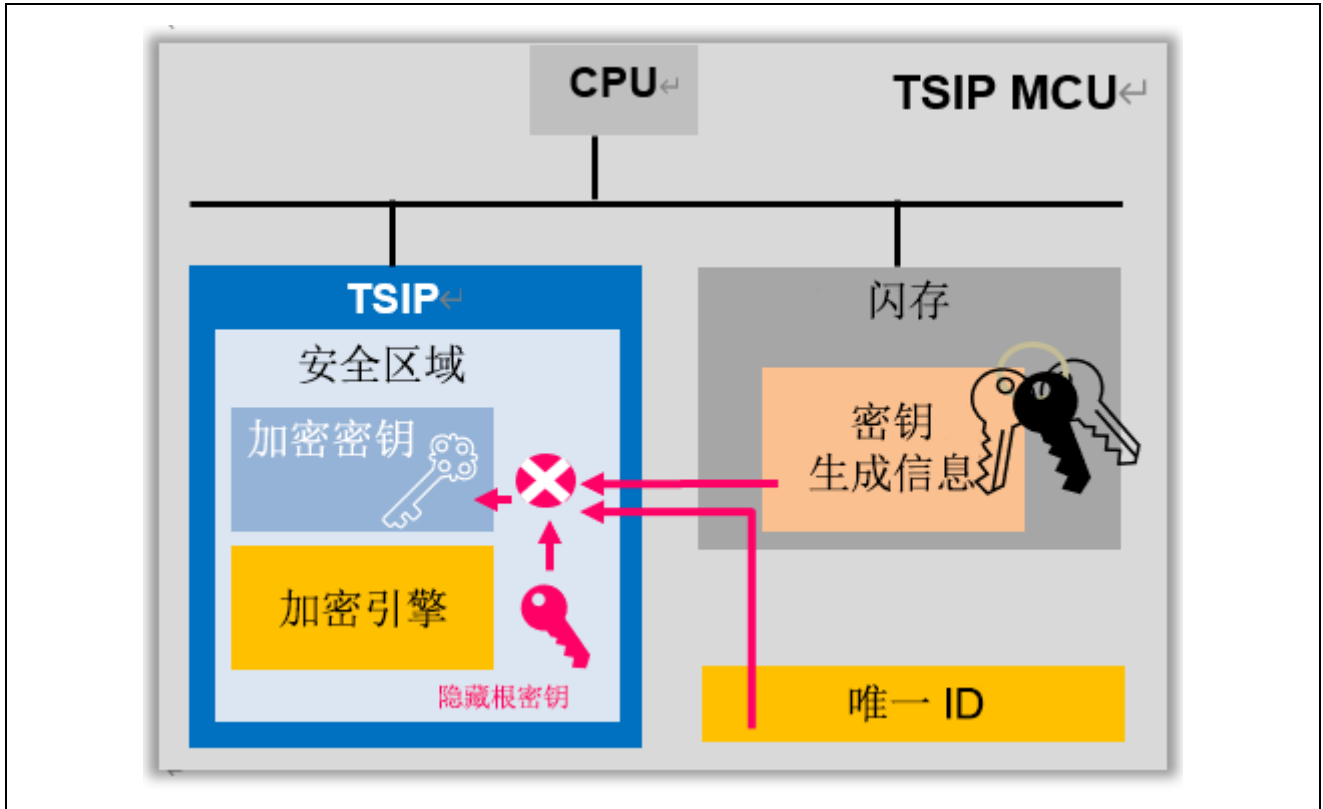 CPU↵
TSIP MCU↵
TSIP↵
安全区域
加密密钥
加密引擎
隐藏根密钥
闪存
密钥
生成信息
唯一 ID